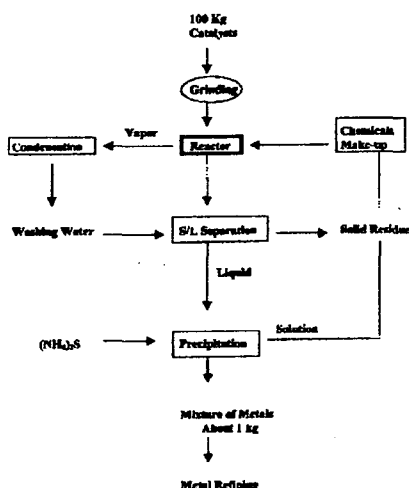 100 Kg
Catalysts
Grinding
Vapor
Condensation
Reactor
Chemicals
Make-up
Washing Water
S/L Separation
Solid Residue
Liquid
Solution
(NH₄)₂S
Precipitation
Mixture of Metals
About 1 kg
Metal Refining